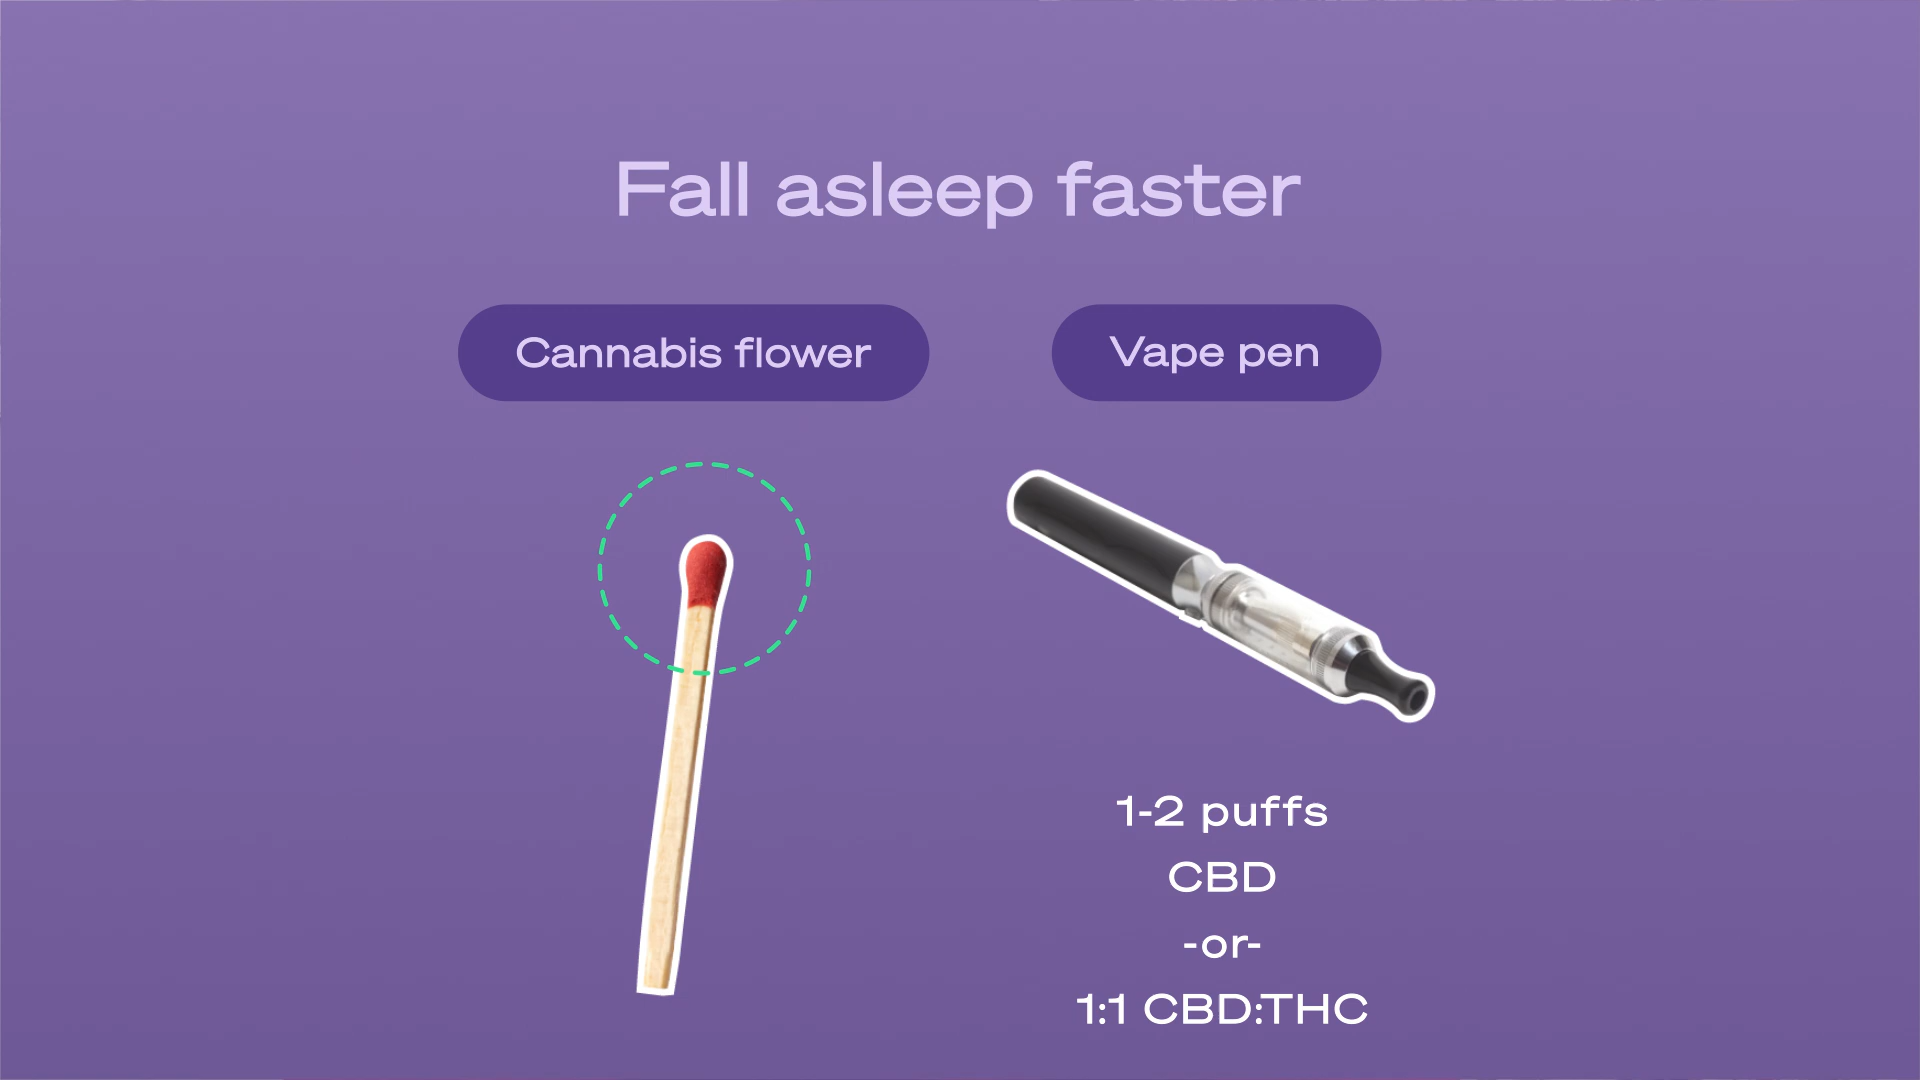 Fall asleep faster
Cannabis flower
Vape pen
1-2 puffs
CBD
-or-
1:1 CBD:THC